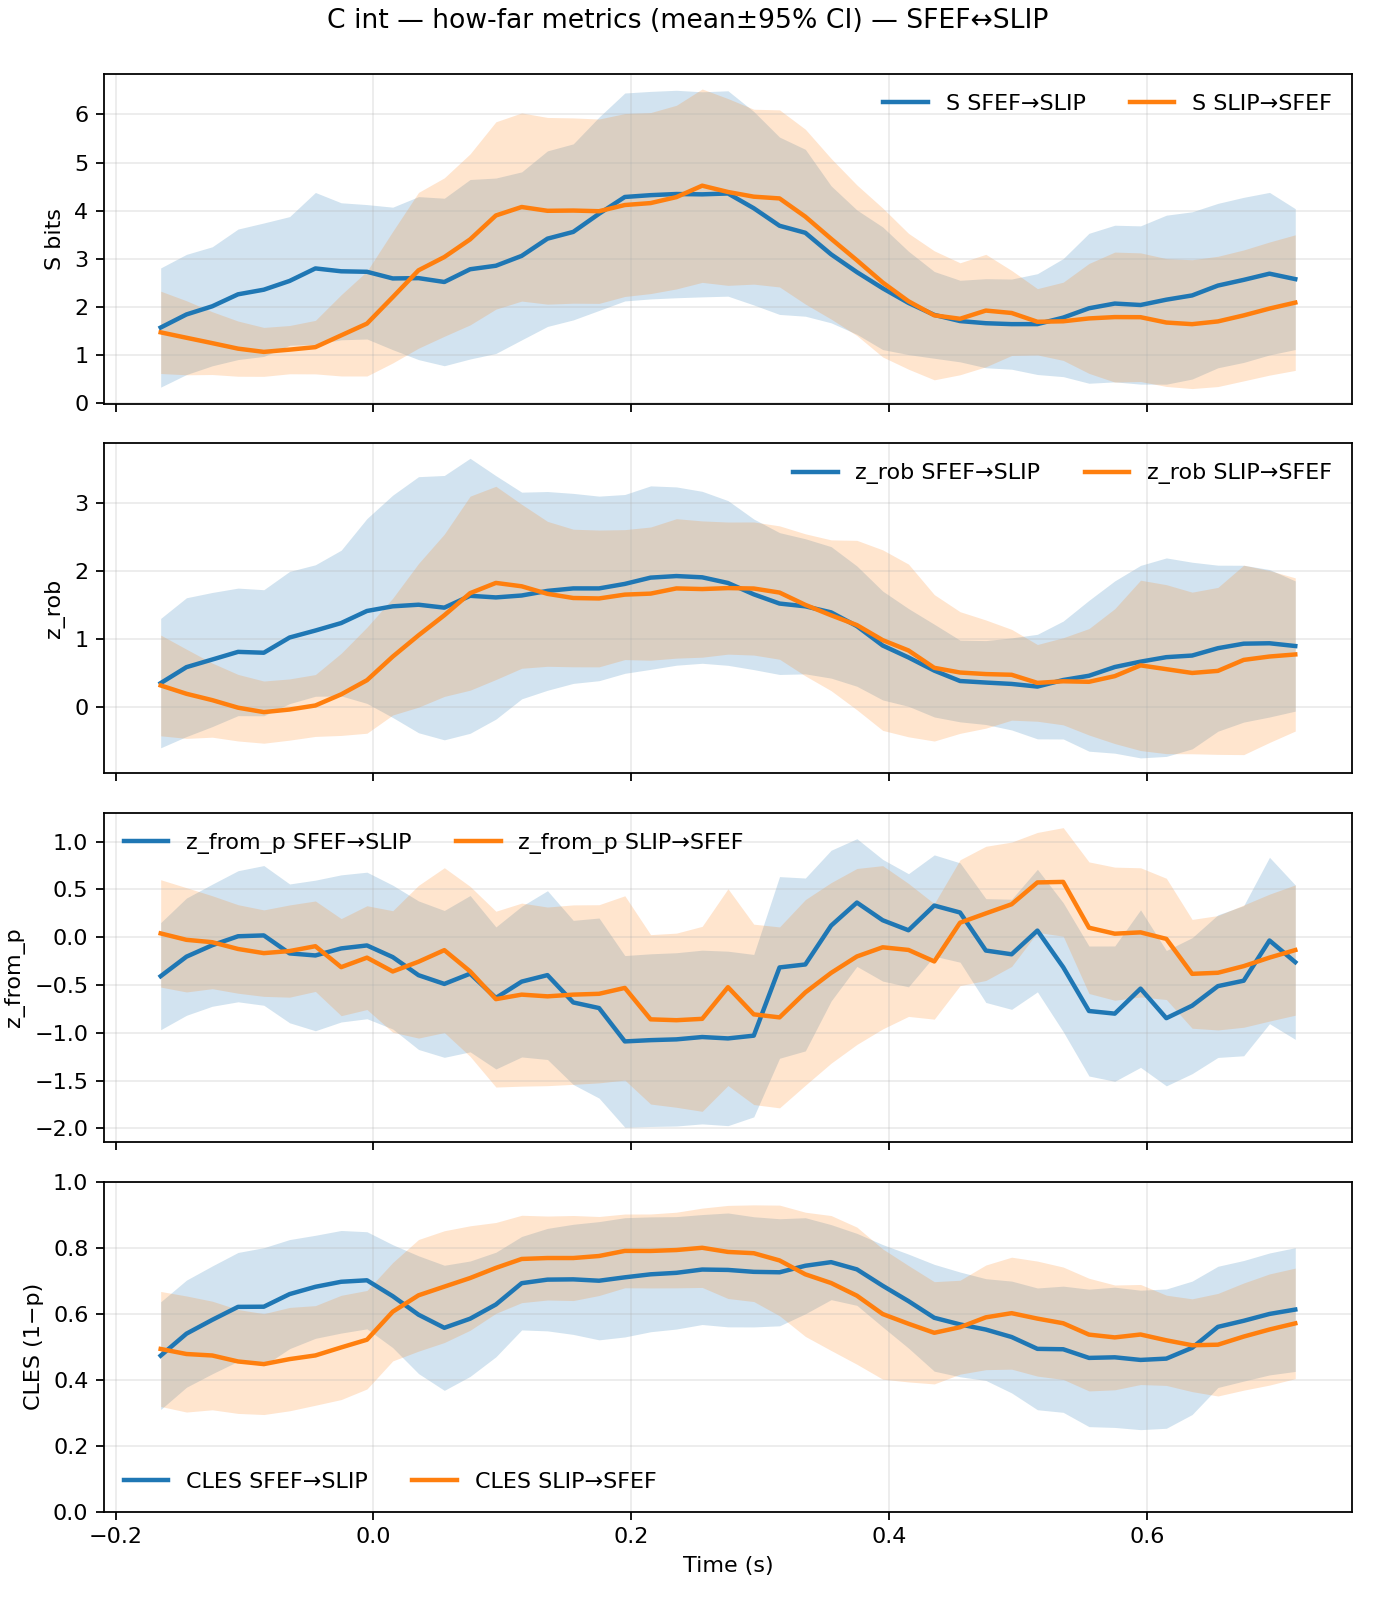 C int — how-far metrics (mean±95% CI) — SFEF↔SLIP
S SFEF→SLIP S SLIP→SFEF
6
5
4
3
2
1
0
S bits
z_rob SFEF→SLIP z_rob SLIP→SFEF
3
2
1
0
z_rob
z_from_p SFEF→SLIP z_from_p SLIP→SFEF
1.0
0.5
0.0
−0.5
−1.0
−1.5
−2.0
z_from_p
1.0
0.8
0.6
0.4
0.2
0.0
CLES (1−p)
CLES SFEF→SLIP CLES SLIP→SFEF
−0.2 0.0 0.2 0.4 0.6
Time (s)